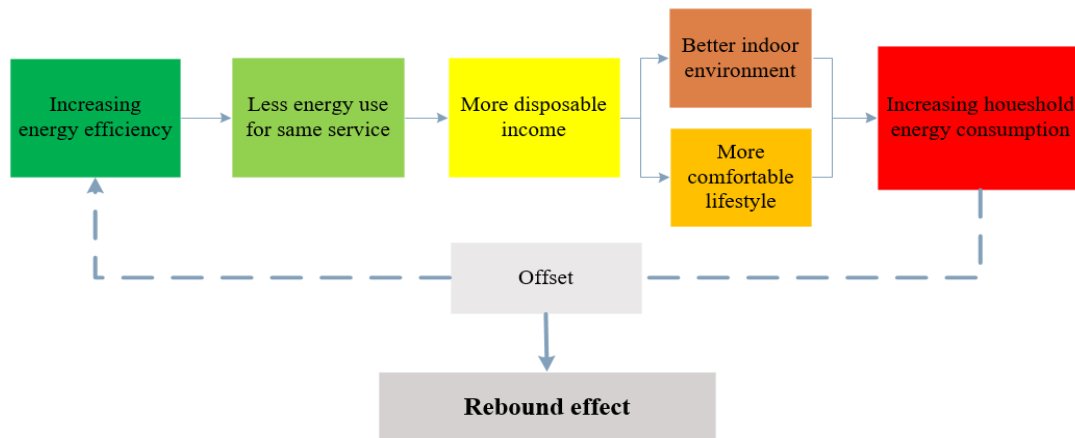 Increasing
energy efficiency
Less energy use
for same service
More disposable
income
Better indoor
environment
More
comfortable
lifestyle
Increasing houeshold
energy consumption
Offset
Rebound effect